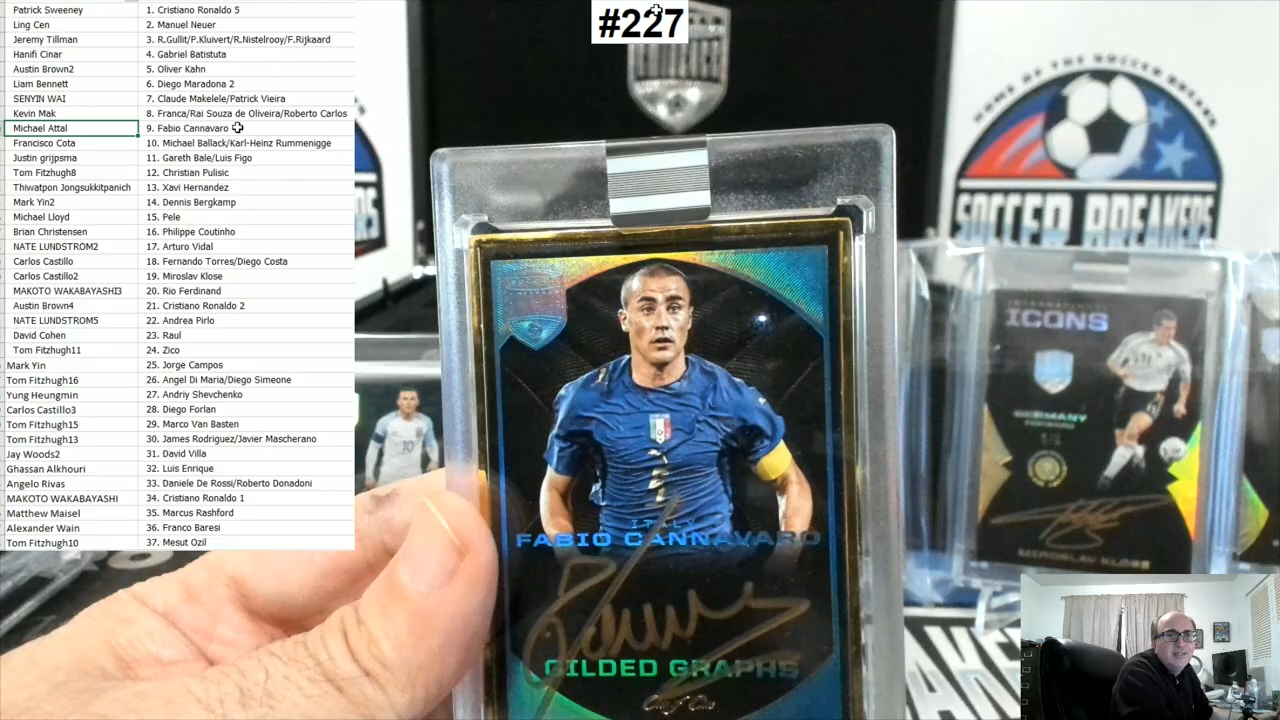 #227
Patrick Sweeney 1. Cristiano Ronaldo 5
Ling Cen 2. Manuel Neuer
Jeremy Tillman 3. R.Gullit/P.Kluivert/R.Nistelrooy/F.Rijkaard
Hanifi Cinar 4. Gabriel Batistuta
Austin Brown2 5. Oliver Kahn
Liam Bennett 6. Diego Maradona 2
SENYIN WAI 7. Claude Makelele/Patrick Vieira
Kevin Mak 8. Franca/Rai Souza de Oliveira/Roberto Carlos
Michael Attal 9. Fabio Cannavaro
Francisco Cota 10. Michael Ballack/Karl-Heinz Rummenigge
Justin grijpsma 11. Gareth Bale/Luis Figo
Tom Fitzhugh8 12. Christian Pulisic
Thiwatpon Jongsukkitpanich 13. Xavi Hernandez
Mark Yin2 14. Dennis Bergkamp
Michael Lloyd 15. Pele
Brian Christensen 16. Philippe Coutinho
NATE LUNDSTROM2 17. Arturo Vidal
Carlos Castillo 18. Fernando Torres/Diego Costa
Carlos Castillo2 19. Miroslav Klose
MAKOTO WAKABAYASHI3 20. Rio Ferdinand
Austin Brown4 21. Cristiano Ronaldo 2
NATE LUNDSTROM5 22. Andrea Pirlo
David Cohen 23. Raul
Tom Fitzhugh11 24. Zico
Mark Yin 25. Jorge Campos
Tom Fitzhugh16 26. Angel Di Maria/Diego Simeone
Yung Heungmin 27. Andriy Shevchenko
Carlos Castillo3 28. Diego Forlan
Tom Fitzhugh15 29. Marco Van Basten
Tom Fitzhugh13 30. James Rodriguez/Javier Mascherano
Jay Woods2 31. David Villa
Ghassan Alkhouri 32. Luis Enrique
Angelo Rivas 33. Daniele De Rossi/Roberto Donadoni
MAKOTO WAKABAYASHI 34. Cristiano Ronaldo 1
Matthew Maisel 35. Marcus Rashford
Alexander Wain 36. Franco Baresi
Tom Fitzhugh10 37. Mesut Ozil
HOME OF THE SOCCER BREAKERS
SOCCER BREAKERS
ITALY
FABIO CANNAVARO
GILDED GRAPHS
One of One
ICONS
GERMANY
MIROSLAV KLOSE
10